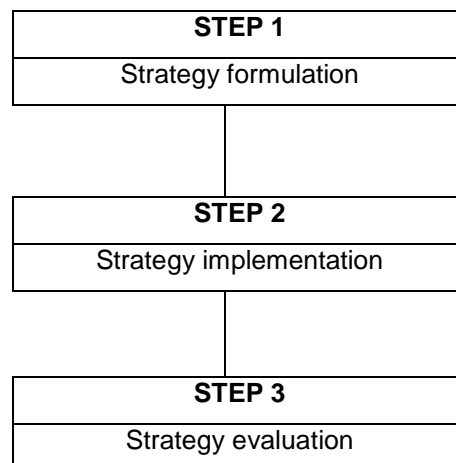 STEP 1
Strategy formulation
STEP 2
Strategy implementation
STEP 3
Strategy evaluation